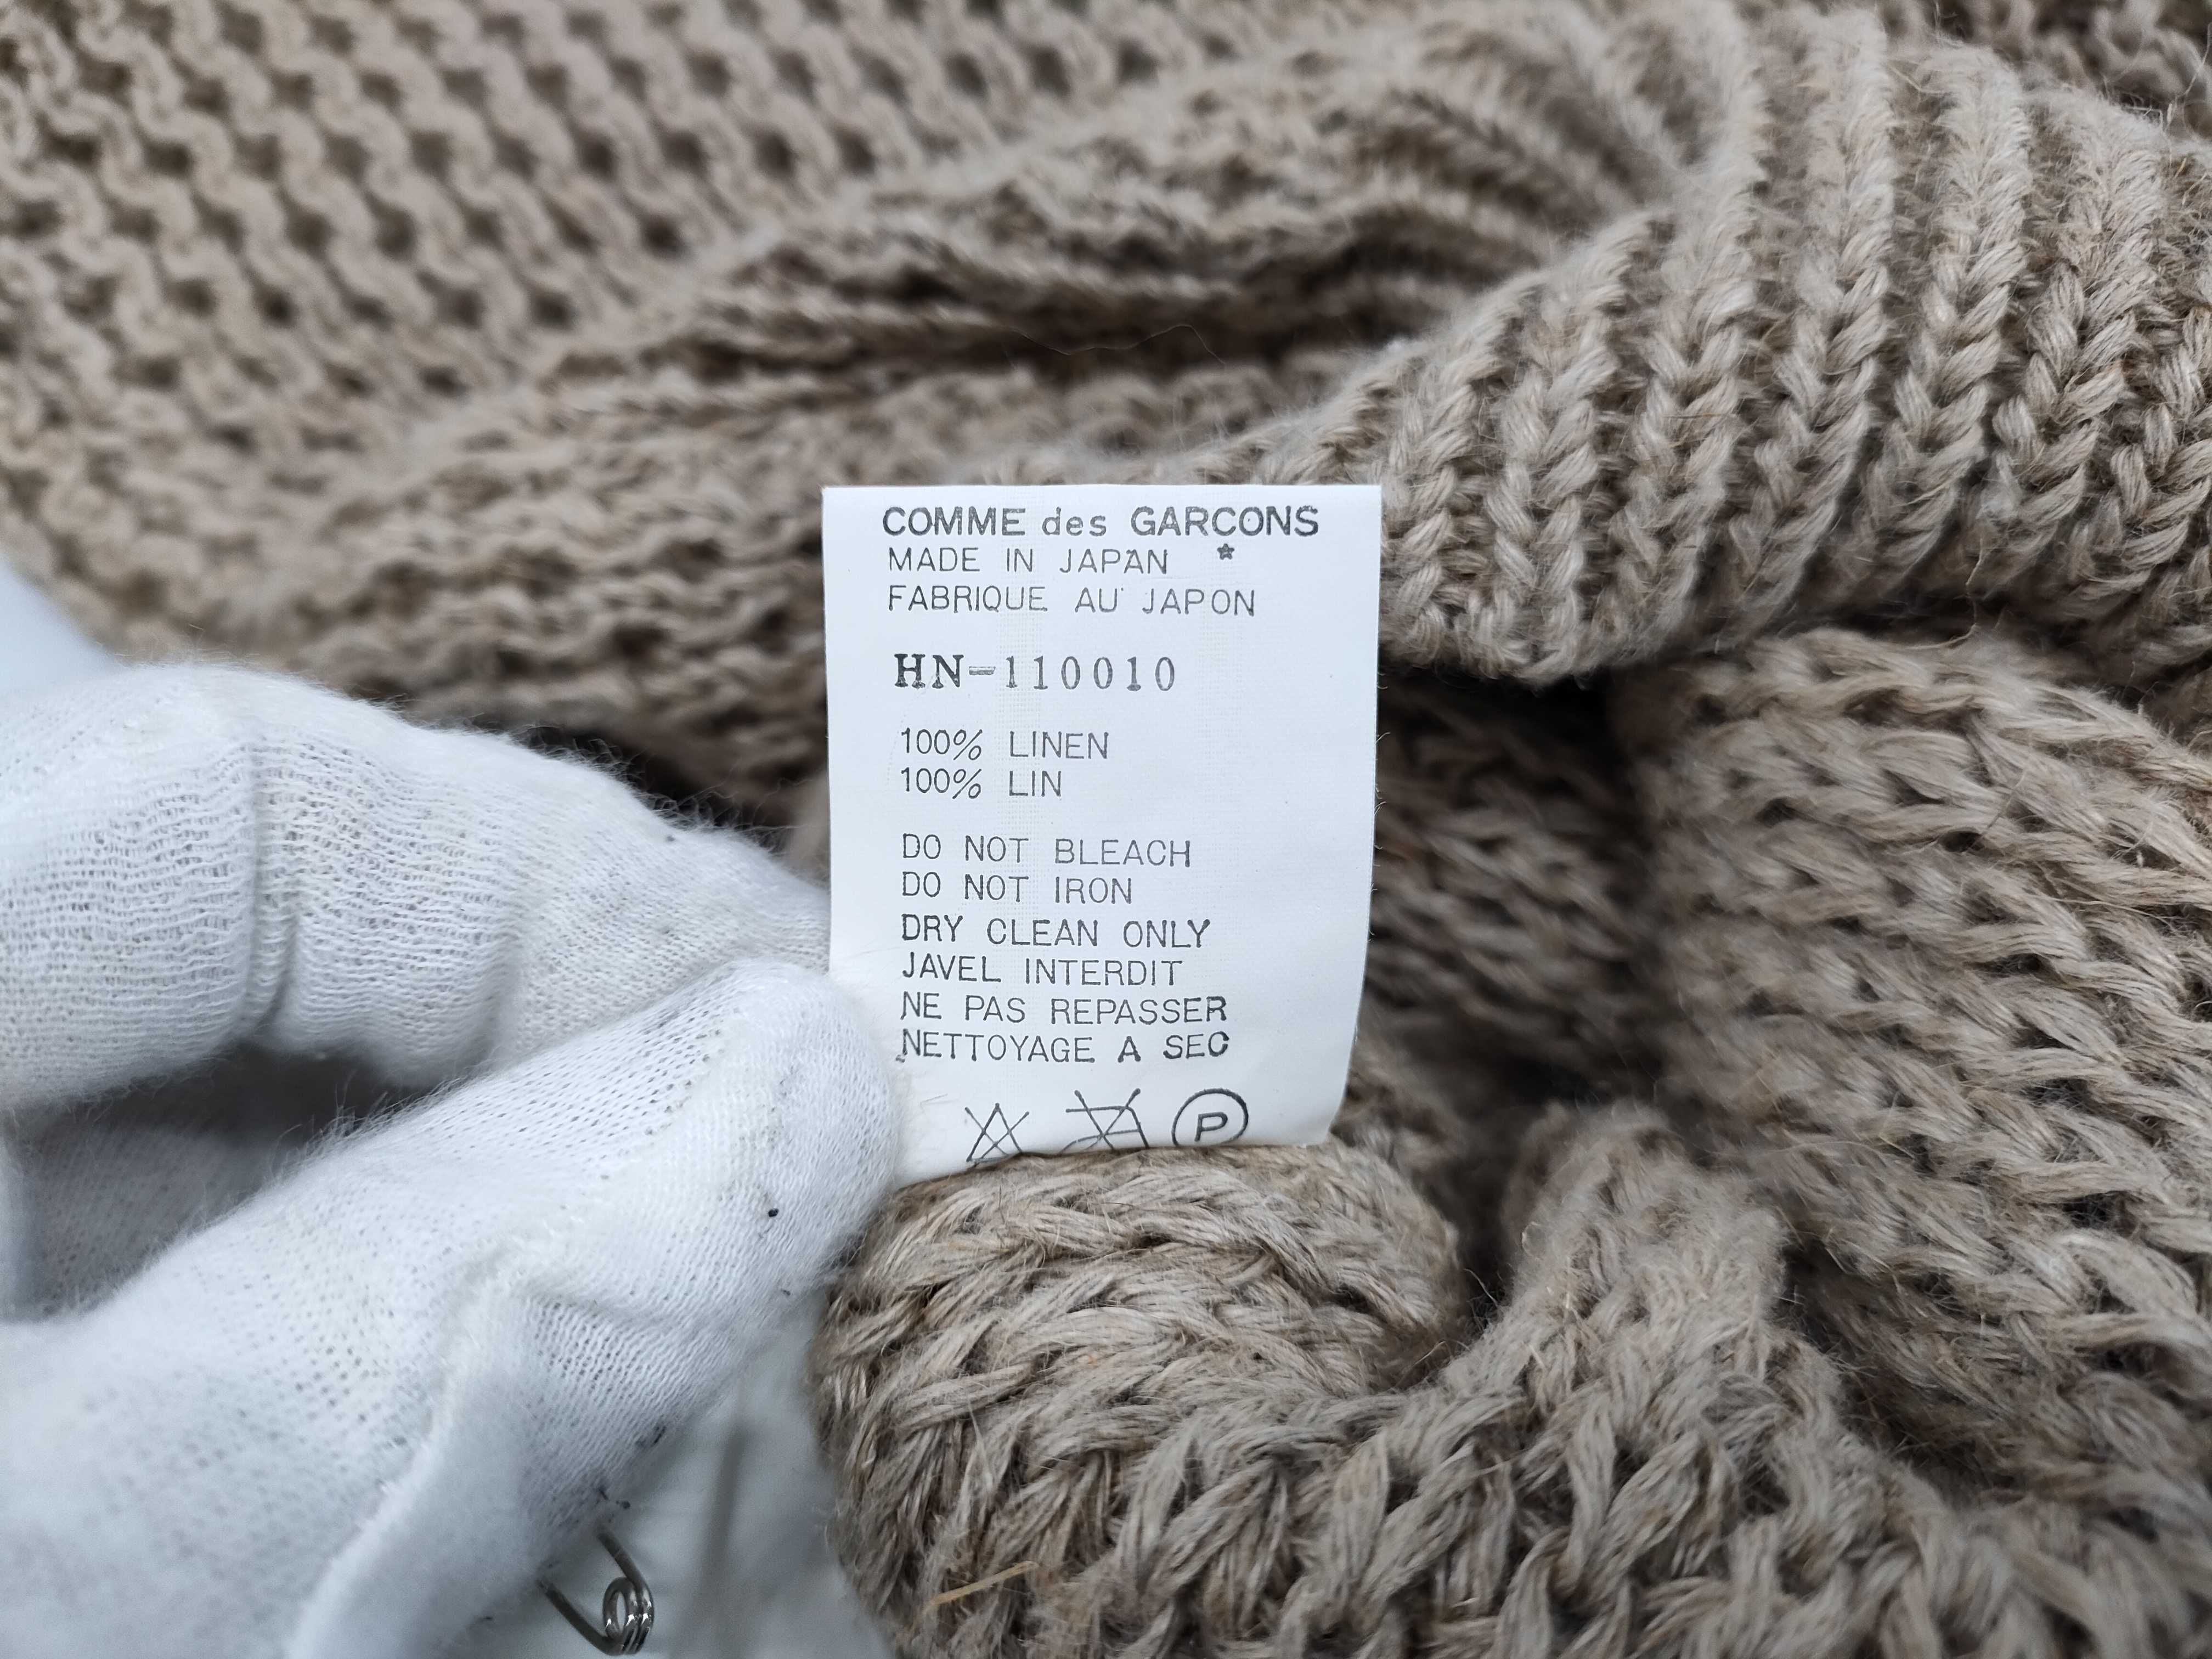 COMME des GARCONS
MADE IN JAPAN *
FABRIQUE AU JAPON
HN-110010
100% LINEN
100% LIN
DO NOT BLEACH
DO NOT IRON
DRY CLEAN ONLY
JAVEL INTERDIT
NE PAS REPASSER
NETTOYAGE A SEC
P